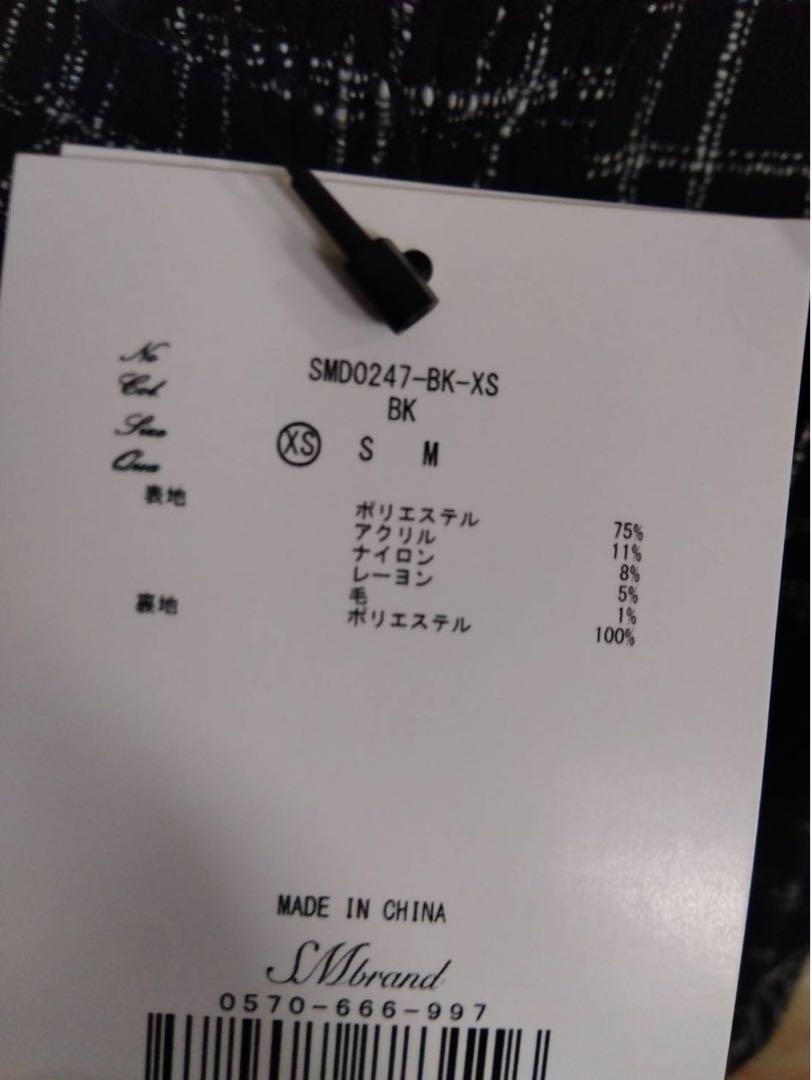 No SMD0247-BK-XS
Col BK
Size XS S M
Qua
表地
ポリエステル 75%
アクリル 11%
ナイロン 8%
レーヨン 5%
毛 1%
裏地 ポリエステル 100%
MADE IN CHINA
SMbrand
0570-666-997